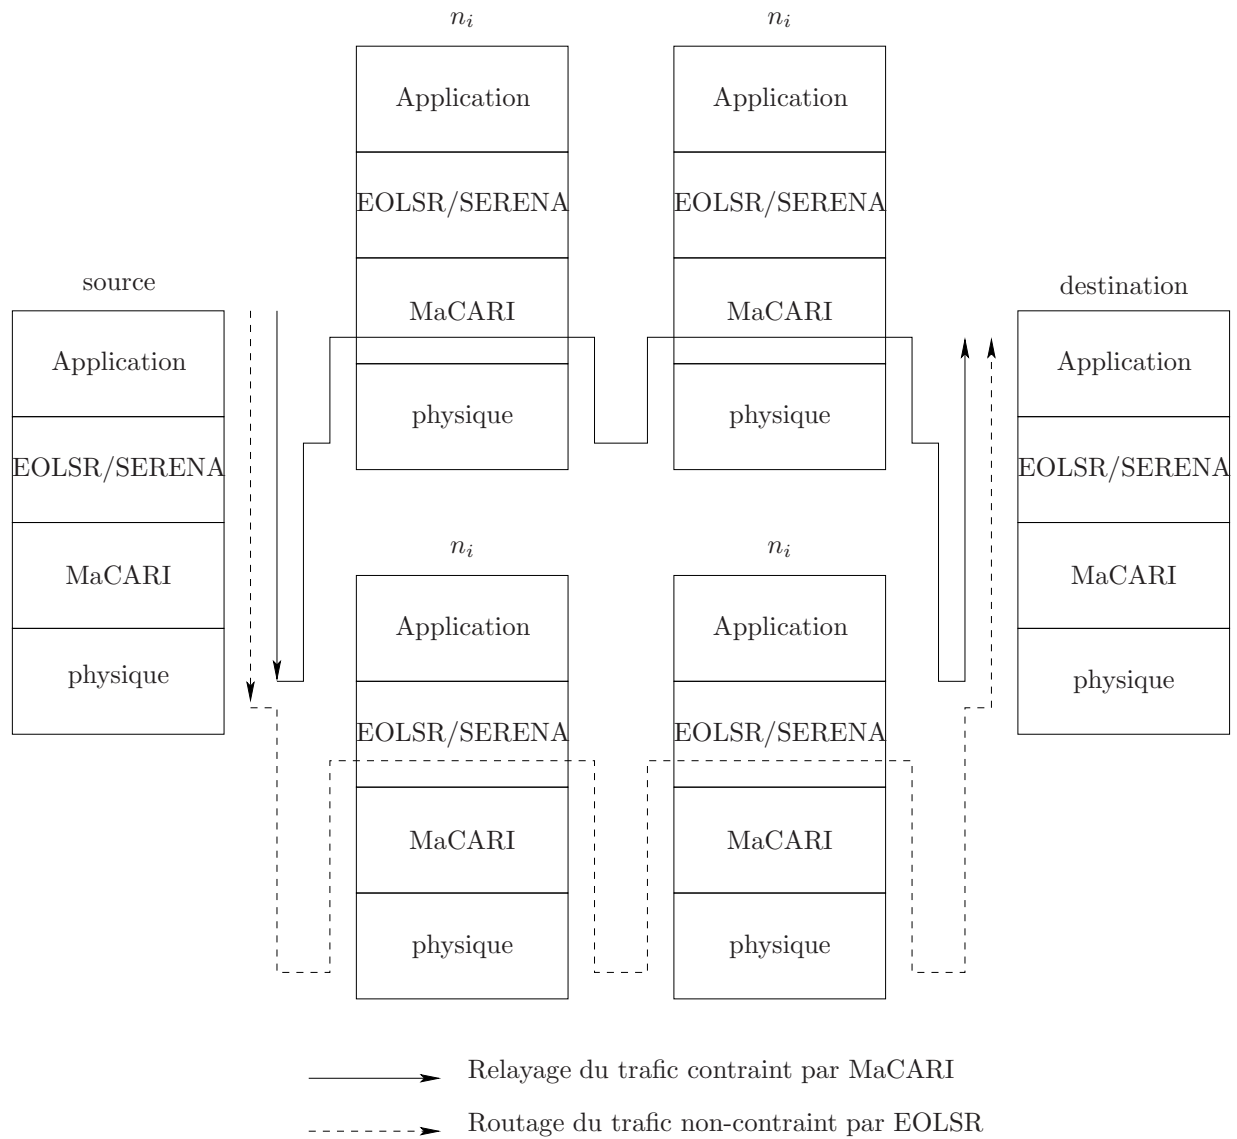 n_i
n_i
Application
Application
EOLSR/SERENA
EOLSR/SERENA
MaCARI
MaCARI
physique
physique
source
Application
EOLSR/SERENA
MaCARI
physique
destination
Application
EOLSR/SERENA
MaCARI
physique
n_i
n_i
Application
Application
EOLSR/SERENA
EOLSR/SERENA
MaCARI
MaCARI
physique
physique
Relayage du trafic contraint par MaCARI
Routage du trafic non-contraint par EOLSR